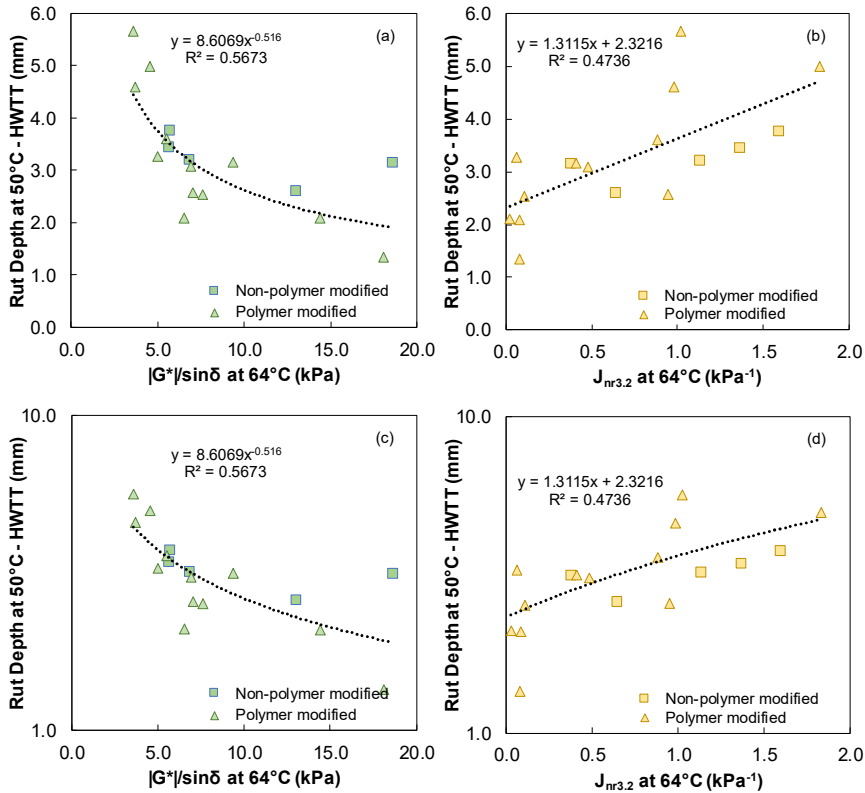 6.0
5.0
4.0
3.0
2.0
1.0
0.0
Rut Depth at 50°C - HWTT (mm)
(a)
y = 8.6069x^-0.516
R² = 0.5673
Non-polymer modified
Polymer modified
0.0 5.0 10.0 15.0 20.0
|G*|/sinδ at 64°C (kPa)
6.0
5.0
4.0
3.0
2.0
1.0
0.0
Rut Depth at 50°C - HWTT (mm)
(b)
y = 1.3115x + 2.3216
R² = 0.4736
Non-polymer modified
Polymer modified
0.0 0.5 1.0 1.5 2.0
Jnr3.2 at 64°C (kPa-1)
10.0
1.0
Rut Depth at 50°C - HWTT (mm)
(c)
y = 8.6069x^-0.516
R² = 0.5673
Non-polymer modified
Polymer modified
0.0 5.0 10.0 15.0 20.0
|G*|/sinδ at 64°C (kPa)
10.0
1.0
Rut Depth at 50°C - HWTT (mm)
(d)
y = 1.3115x + 2.3216
R² = 0.4736
Non-polymer modified
Polymer modified
0.0 0.5 1.0 1.5 2.0
Jnr3.2 at 64°C (kPa-1)